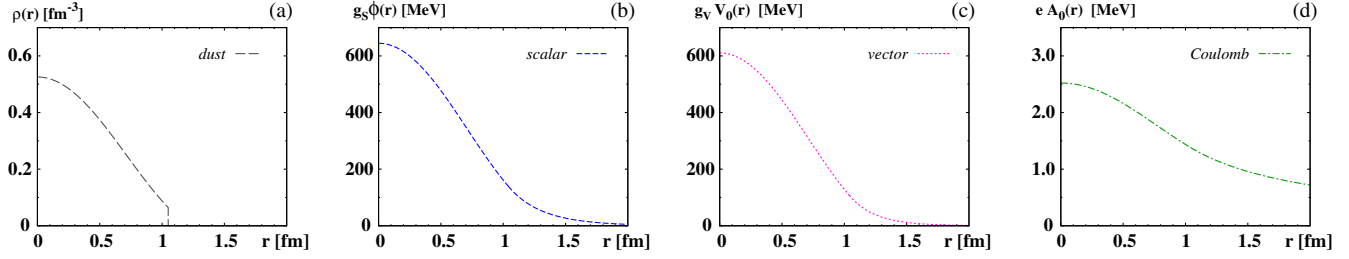 ρ(r) [fm⁻³] (a)
0.6
0.4
0.2
0
dust
0 0.5 1 1.5 r [fm]
g_Sϕ(r) [MeV] (b)
600
400
200
0
scalar
0 0.5 1 1.5 r [fm]
g_V V₀(r) [MeV] (c)
600
400
200
0
vector
0 0.5 1 1.5 r [fm]
e A₀(r) [MeV] (d)
3.0
2.0
1.0
0
Coulomb
0 0.5 1 1.5 r [fm]